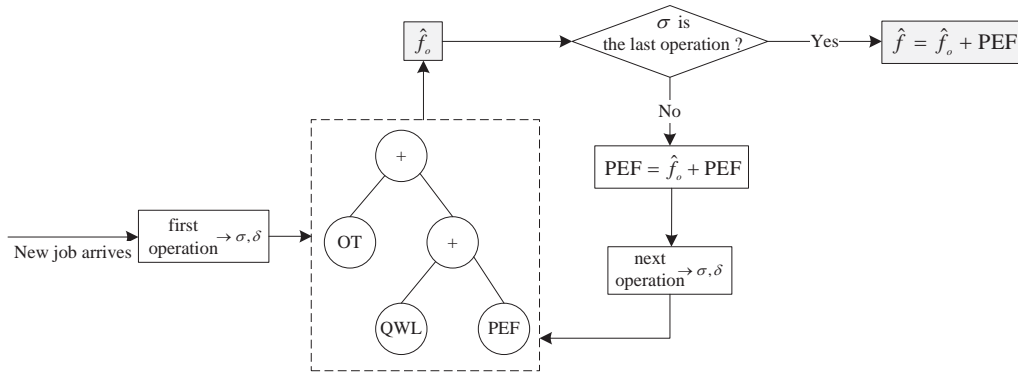 New job arrives
first
operation → σ, δ
+
OT
+
QWL
PEF
f̂ₒ
σ is
the last operation ?
Yes
f̂ = f̂ₒ + PEF
No
PEF = f̂ₒ + PEF
next
operation → σ, δ